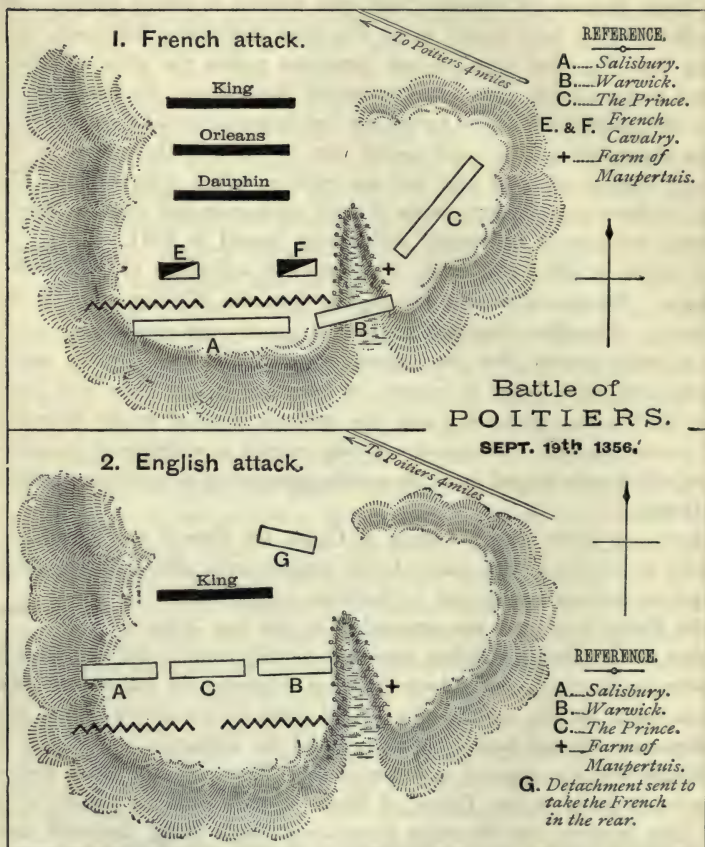 1. French attack.
To Poitiers 4 miles
King
Orleans
Dauphin
E
F
C
A
B
REFERENCE.
A.....Salisbury.
B.....Warwick.
C.....The Prince.
E. & F. French
Cavalry.
+.....Farm of
Maupertuis.
Battle of
POITIERS.
SEPT. 19th 1356.
2. English attack.
To Poitiers 4 miles
G
King
A
C
B
+
REFERENCE.
A....Salisbury.
B....Warwick.
C....The Prince.
+....Farm of
Maupertuis.
G. Detachment sent to
take the French
in the rear.